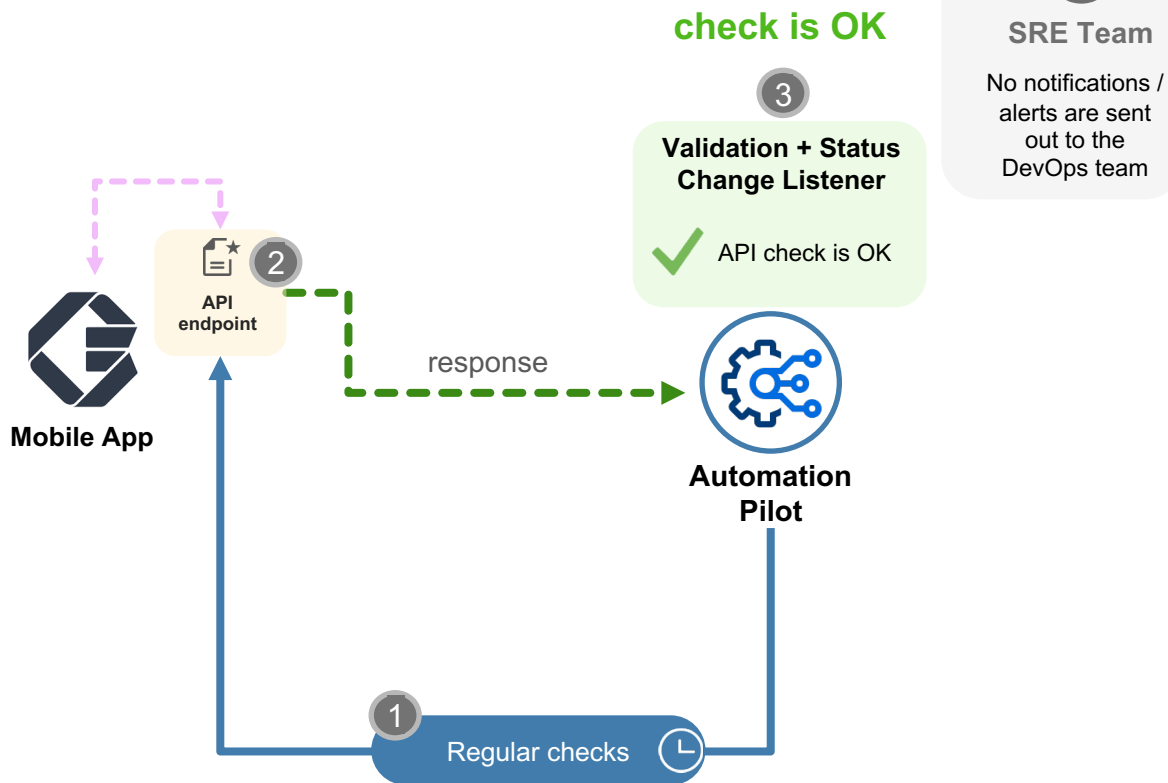 check is OK
SRE Team
No notifications /
alerts are sent
out to the
DevOps team
3
Validation + Status
Change Listener
API check is OK
2
API
endpoint
response
Mobile App
Automation
Pilot
1
Regular checks